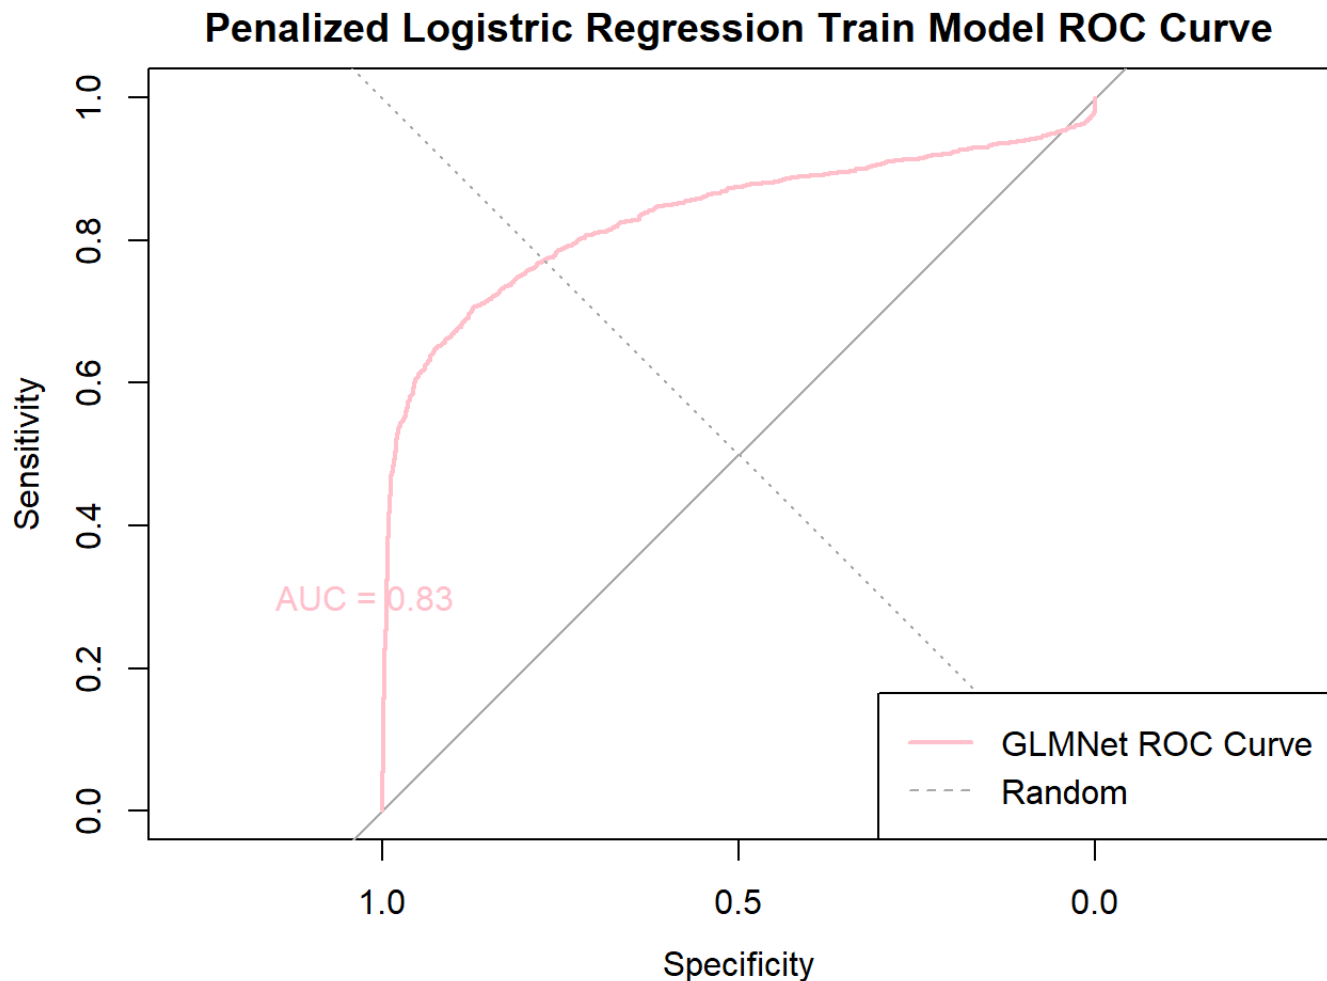 Penalized Logistric Regression Train Model ROC Curve
1.0
0.8
0.6
0.4
0.2
0.0
Sensitivity
AUC = 0.83
GLMNet ROC Curve
Random
1.0 0.5 0.0
Specificity